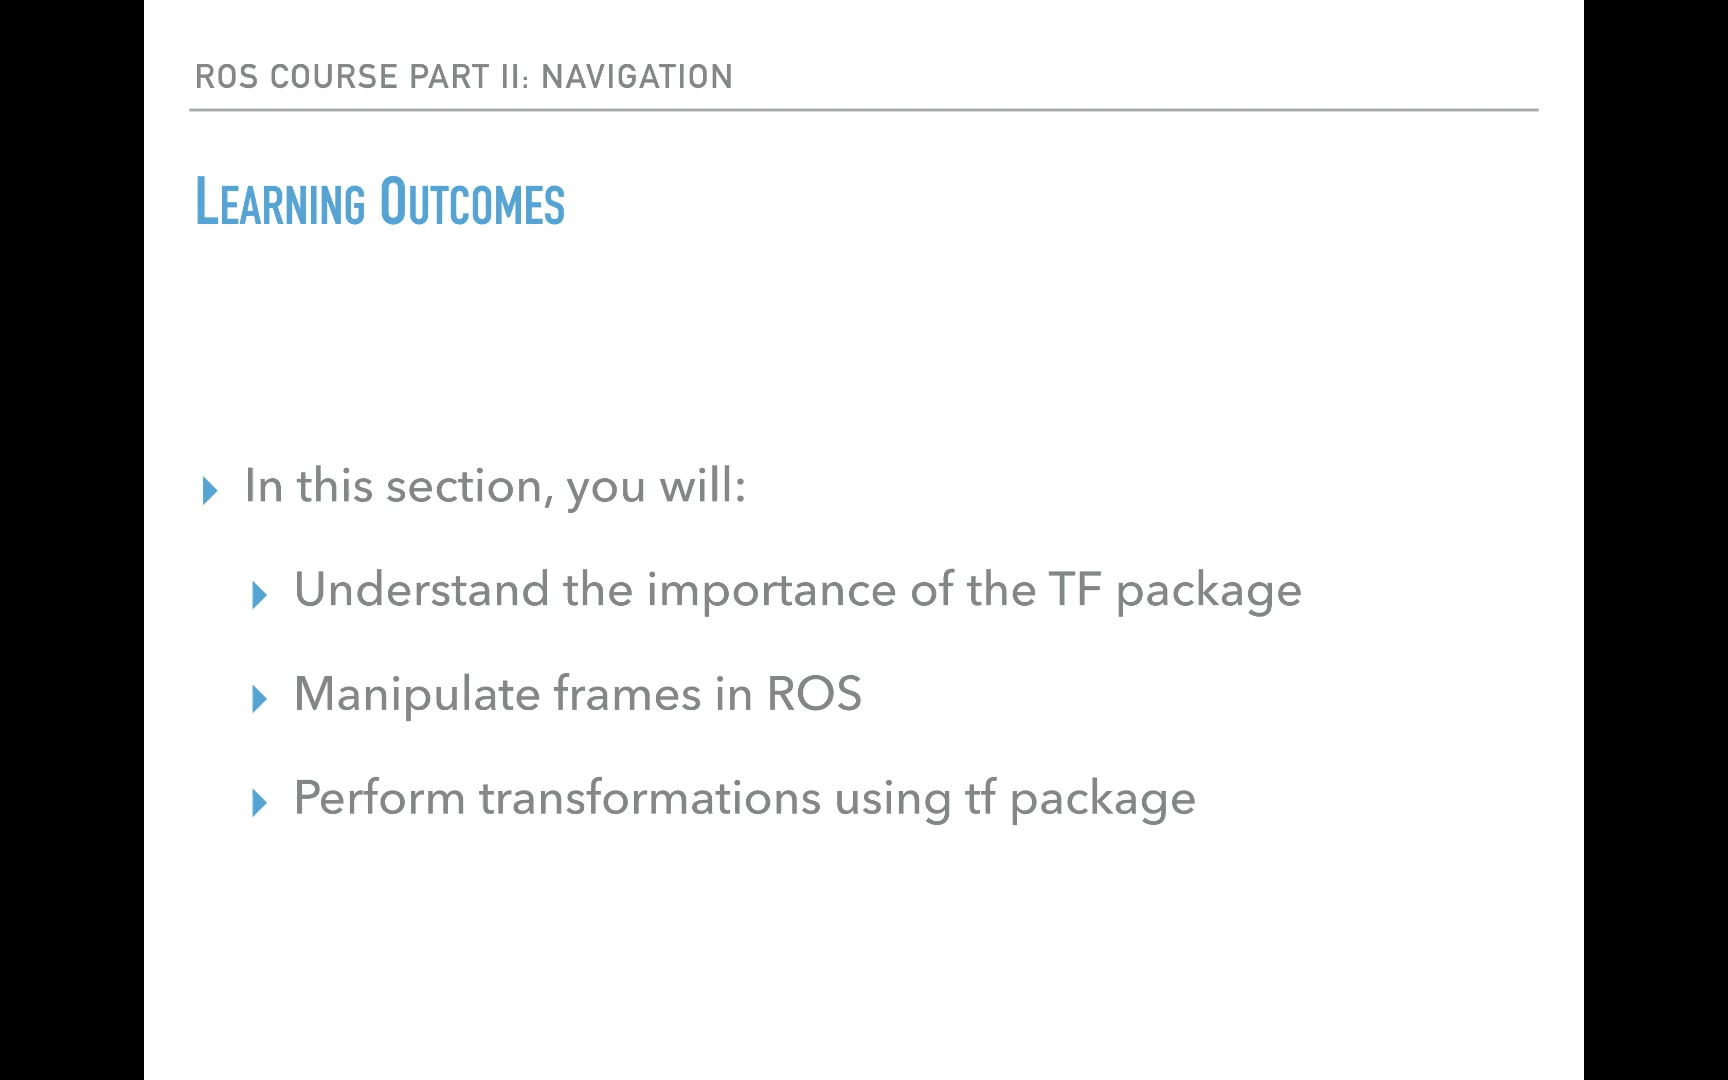 ROS COURSE PART II: NAVIGATION
LEARNING OUTCOMES
In this section, you will:
Understand the importance of the TF package
Manipulate frames in ROS
Perform transformations using tf package